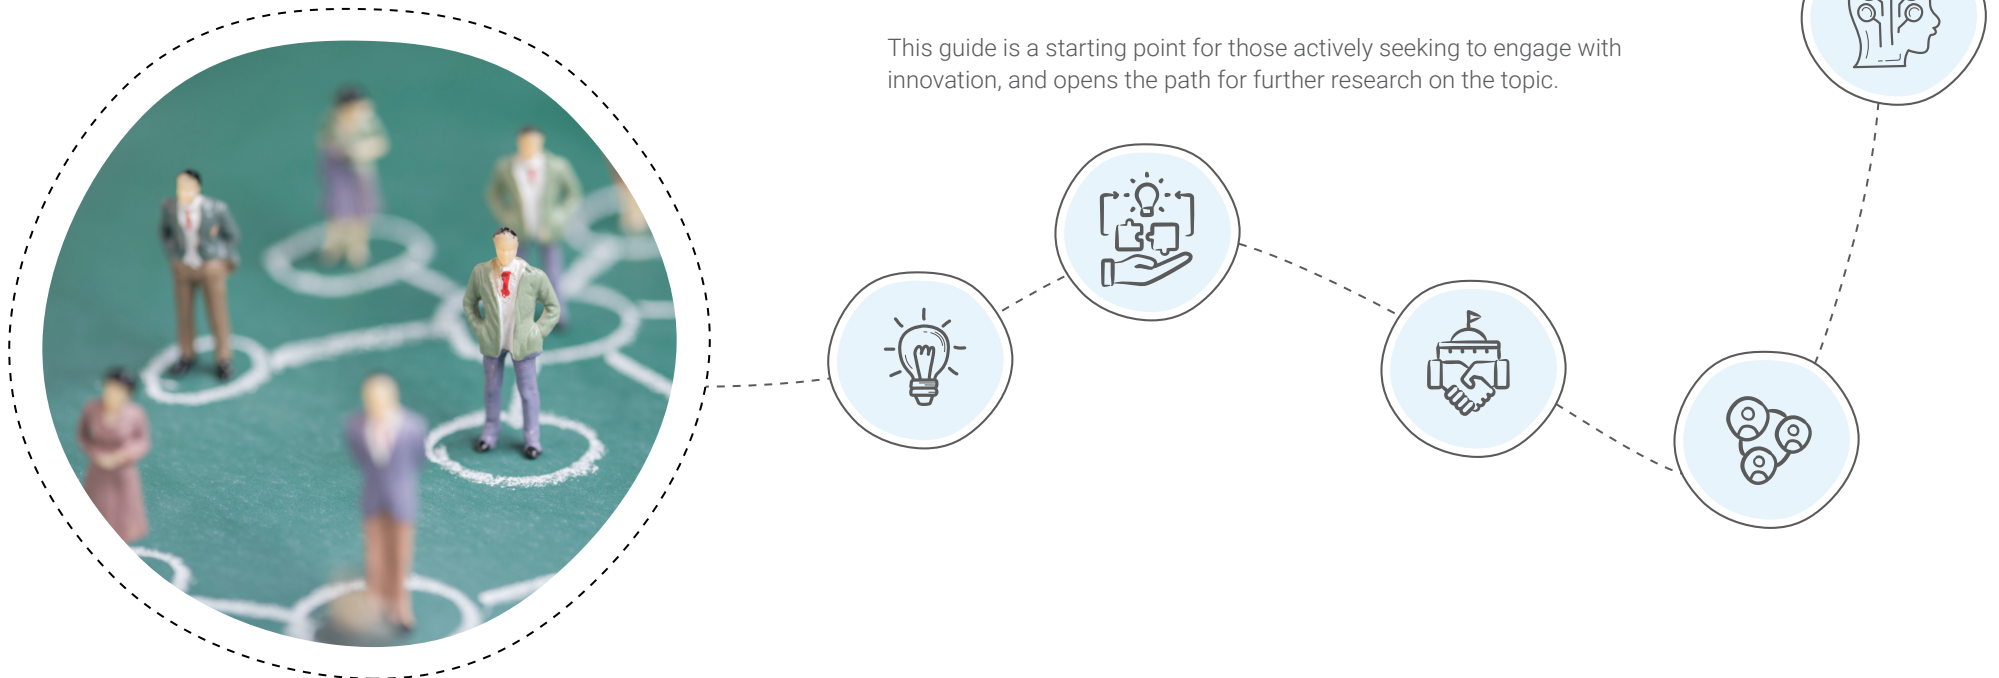 This guide is a starting point for those actively seeking to engage with
innovation, and opens the path for further research on the topic.